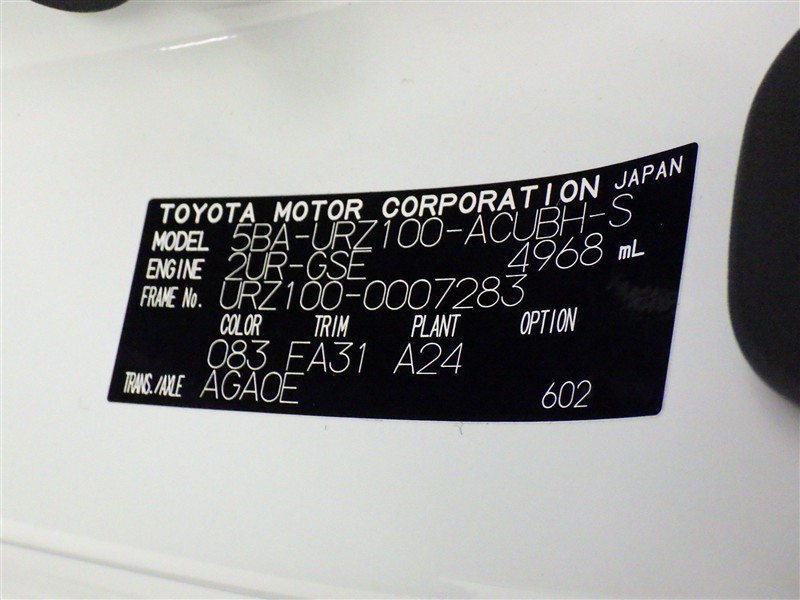 TOYOTA MOTOR CORPORATION JAPAN
MODEL 5BA-URZ100-ACUBH-S
ENGINE 2UR-GSE 4968 mL
FRAME No. URZ100-0007283
COLOR TRIM PLANT OPTION
083 EA31 A24
TRANS./AXLE AGA0E 602